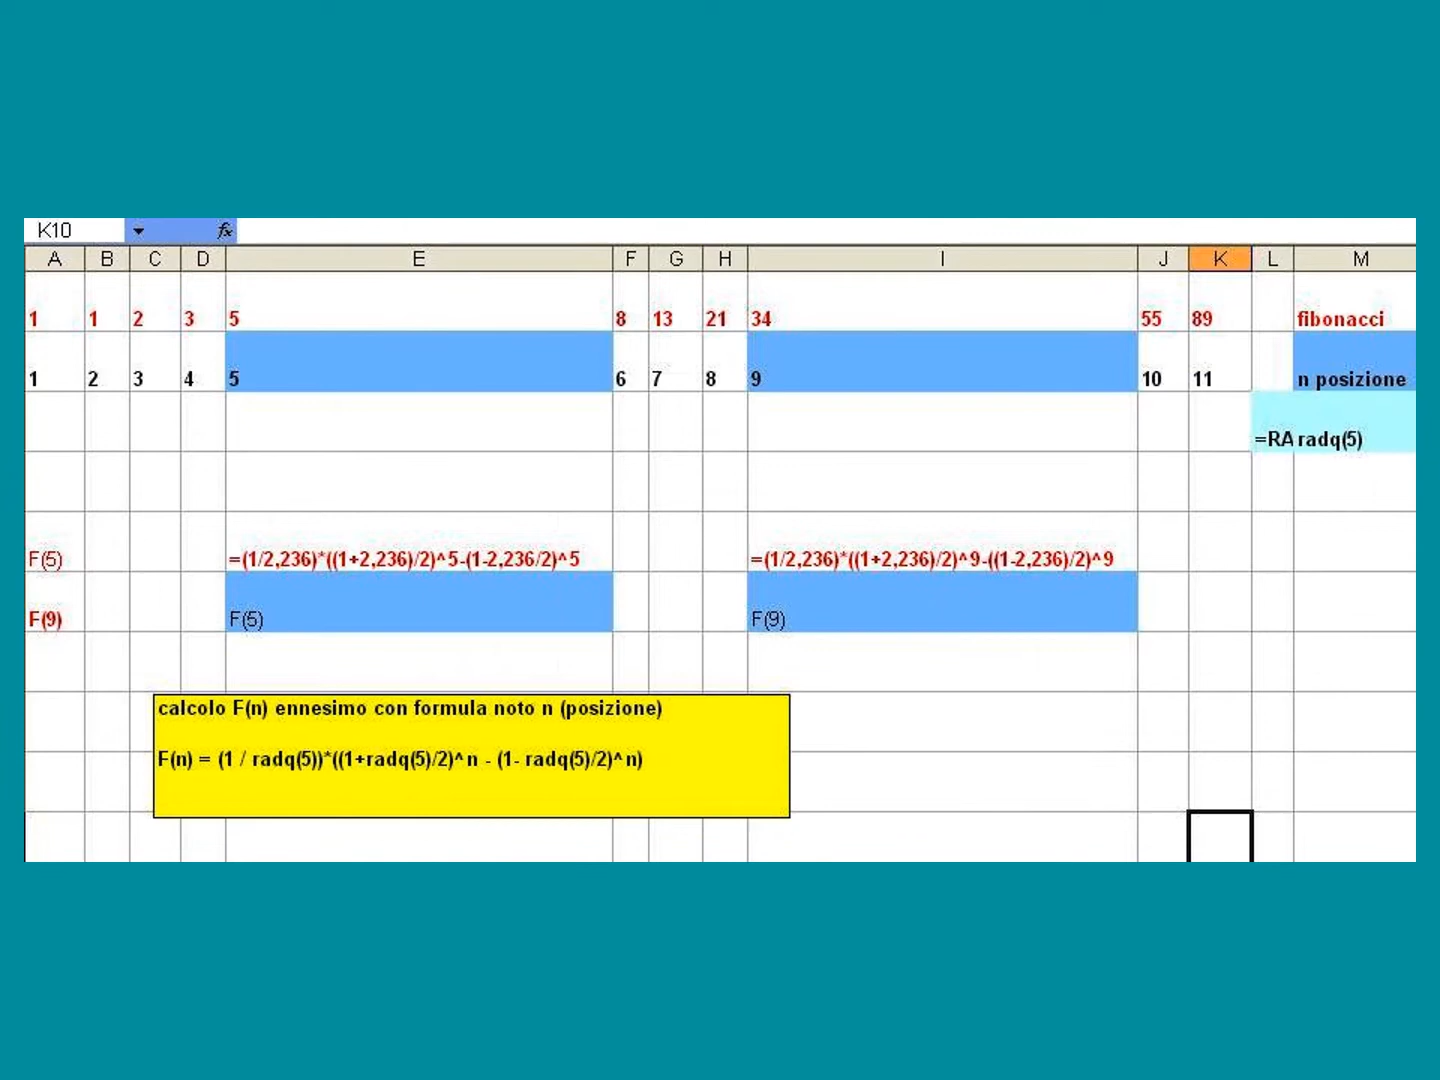 K10 fx
A B C D E F G H I J K L M
1 1 2 3 5 8 13 21 34 55 89 fibonacci
1 2 3 4 5 6 7 8 9 10 11 n posizione
=RA radq(5)
F(5) =(1/2,236)*((1+2,236)/2)^5-(1-2,236/2)^5 =(1/2,236)*((1+2,236)/2)^9-((1-2,236)/2)^9
F(9) F(5) F(9)
calcolo F(n) ennesimo con formula noto n (posizione)
F(n) = (1 / radq(5))*((1+radq(5)/2)^n - (1- radq(5)/2)^n)